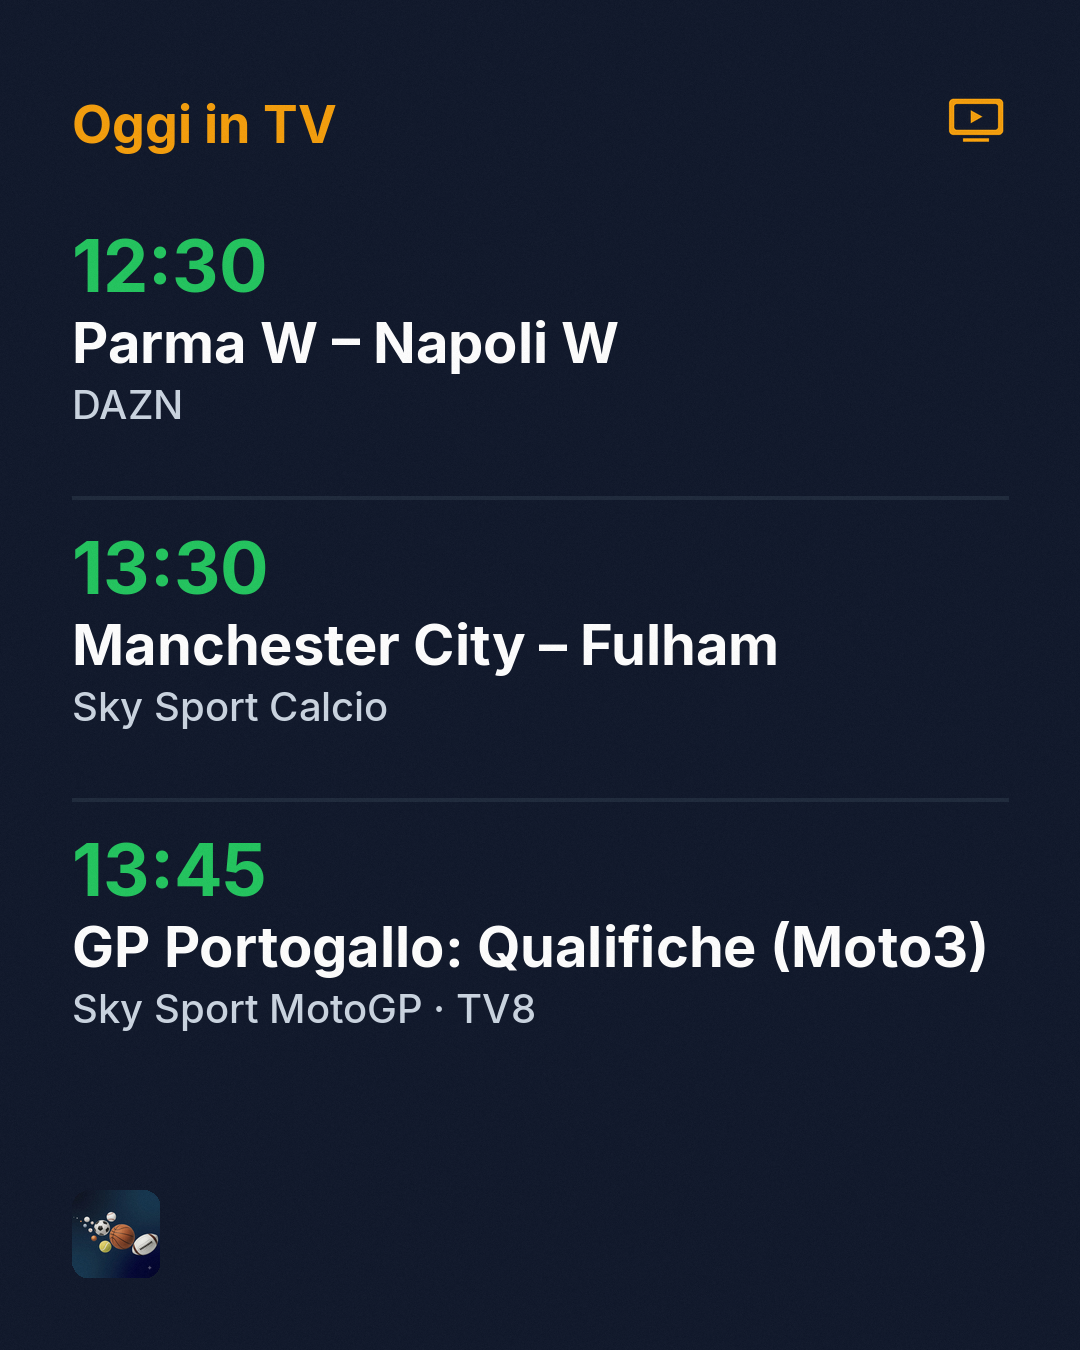 Oggi in TV
12:30
Parma W – Napoli W
DAZN
13:30
Manchester City – Fulham
Sky Sport Calcio
13:45
GP Portogallo: Qualifiche (Moto3)
Sky Sport MotoGP · TV8